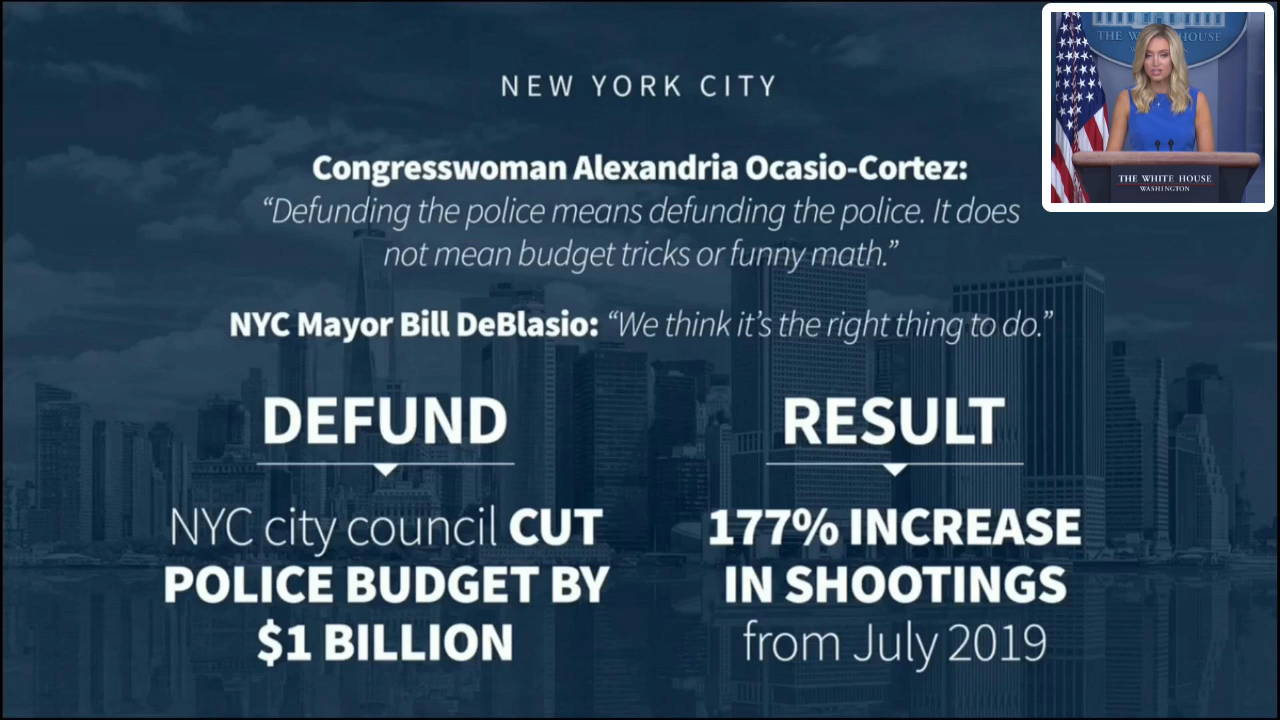 NEW YORK CITY
Congresswoman Alexandria Ocasio-Cortez:
“Defunding the police means defunding the police. It does
not mean budget tricks or funny math.”
NYC Mayor Bill DeBlasio: “We think it’s the right thing to do.”
DEFUND
NYC city council CUT
POLICE BUDGET BY
$1 BILLION
RESULT
177% INCREASE
IN SHOOTINGS
from July 2019
THE WHITE HOUSE
WASHINGTON